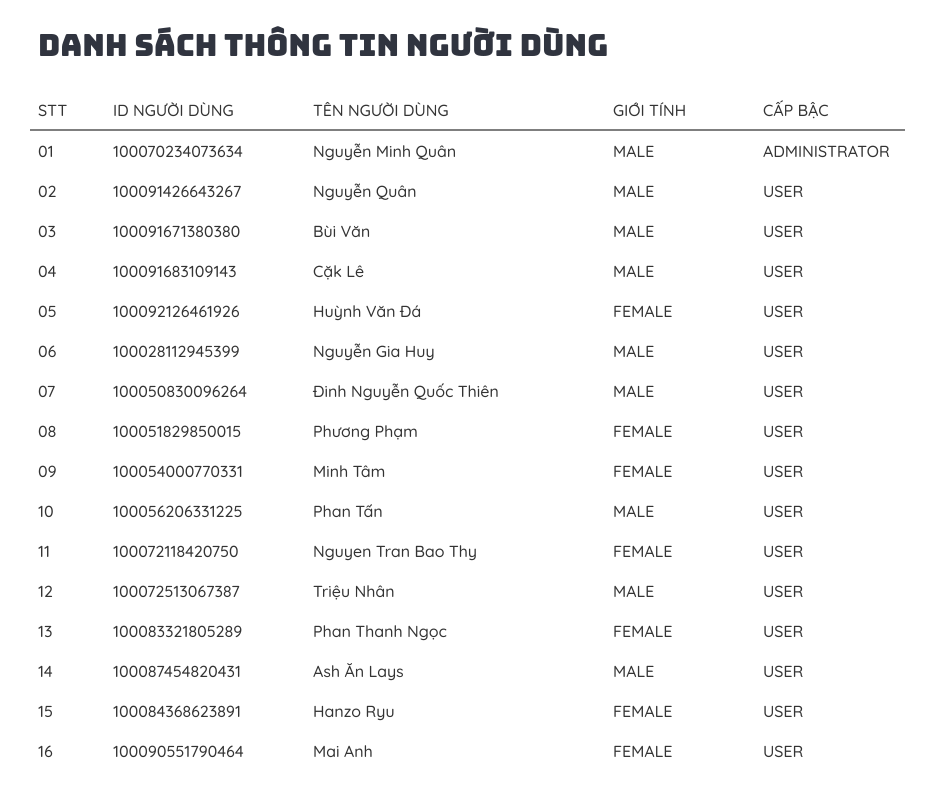 DANH SÁCH THÔNG TIN NGƯỜI DÙNG
STT ID NGƯỜI DÙNG TÊN NGƯỜI DÙNG GIỚI TÍNH CẤP BẬC
01 100070234073634 Nguyễn Minh Quân MALE ADMINISTRATOR
02 100091426643267 Nguyễn Quân MALE USER
03 100091671380380 Bùi Văn MALE USER
04 100091683109143 Cặk Lê MALE USER
05 100092126461926 Huỳnh Văn Đá FEMALE USER
06 100028112945399 Nguyễn Gia Huy MALE USER
07 100050830096264 Đinh Nguyễn Quốc Thiên MALE USER
08 100051829850015 Phương Phạm FEMALE USER
09 100054000770331 Minh Tâm FEMALE USER
10 100056206331225 Phan Tấn MALE USER
11 100072118420750 Nguyen Tran Bao Thy FEMALE USER
12 100072513067387 Triệu Nhân MALE USER
13 100083321805289 Phan Thanh Ngọc FEMALE USER
14 100087454820431 Ash Ăn Lays MALE USER
15 100084368623891 Hanzo Ryu FEMALE USER
16 100090551790464 Mai Anh FEMALE USER